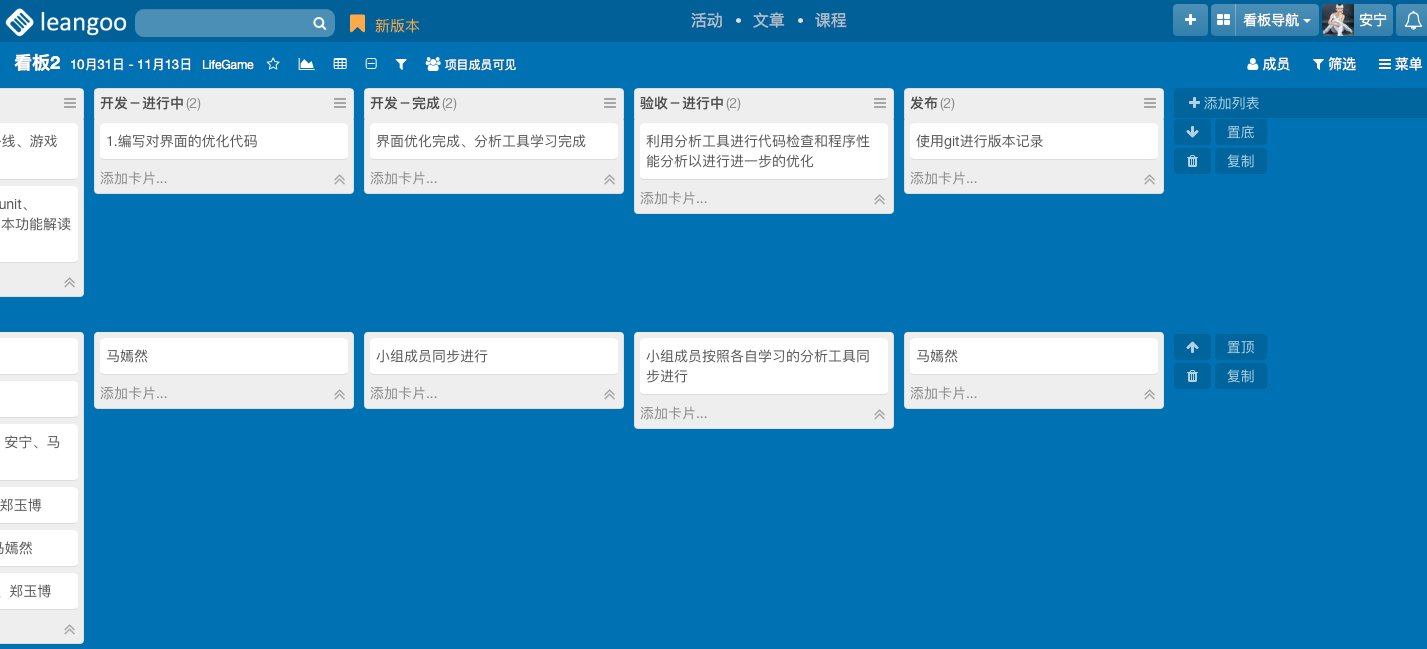 leangoo
新版本
活动 • 文章 • 课程
看板导航
安宁
看板2 10月31日 - 11月13日 LifeGame
项目成员可见
成员
筛选
菜单
线、游戏
unit、
本功能解读
开发－进行中(2)
1.编写对界面的优化代码
添加卡片...
开发－完成(2)
界面优化完成、分析工具学习完成
添加卡片...
验收－进行中(2)
利用分析工具进行代码检查和程序性
能分析以进行进一步的优化
添加卡片...
发布(2)
使用git进行版本记录
添加卡片...
添加列表
置底
复制
安宁、马
郑玉博
马嫣然
、郑玉博
马嫣然
添加卡片...
小组成员同步进行
添加卡片...
小组成员按照各自学习的分析工具同
步进行
添加卡片...
马嫣然
添加卡片...
置顶
复制